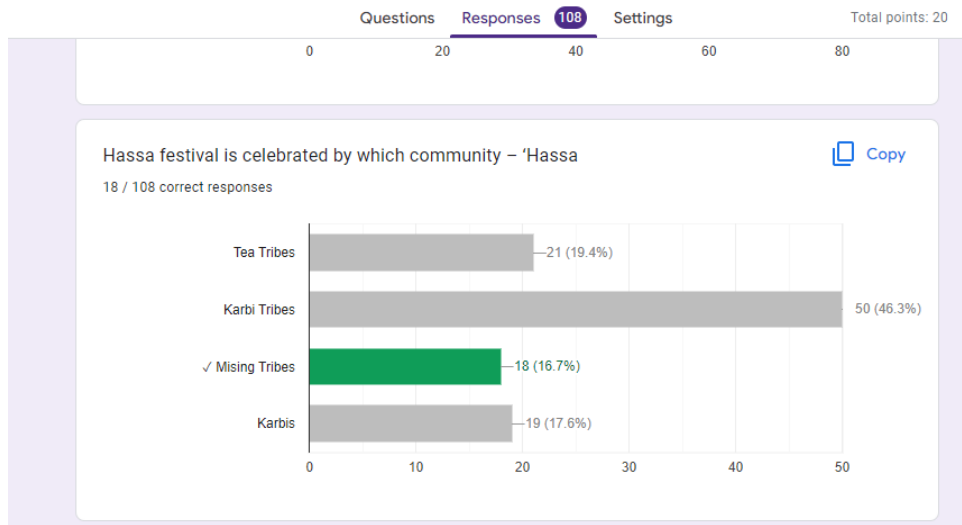 Questions Responses 108 Settings Total points: 20
0 20 40 60 80
Hassa festival is celebrated by which community – ‘Hassa
Copy
18 / 108 correct responses
Tea Tribes 21 (19.4%)
Karbi Tribes 50 (46.3%)
✓ Mising Tribes 18 (16.7%)
Karbis 19 (17.6%)
0 10 20 30 40 50